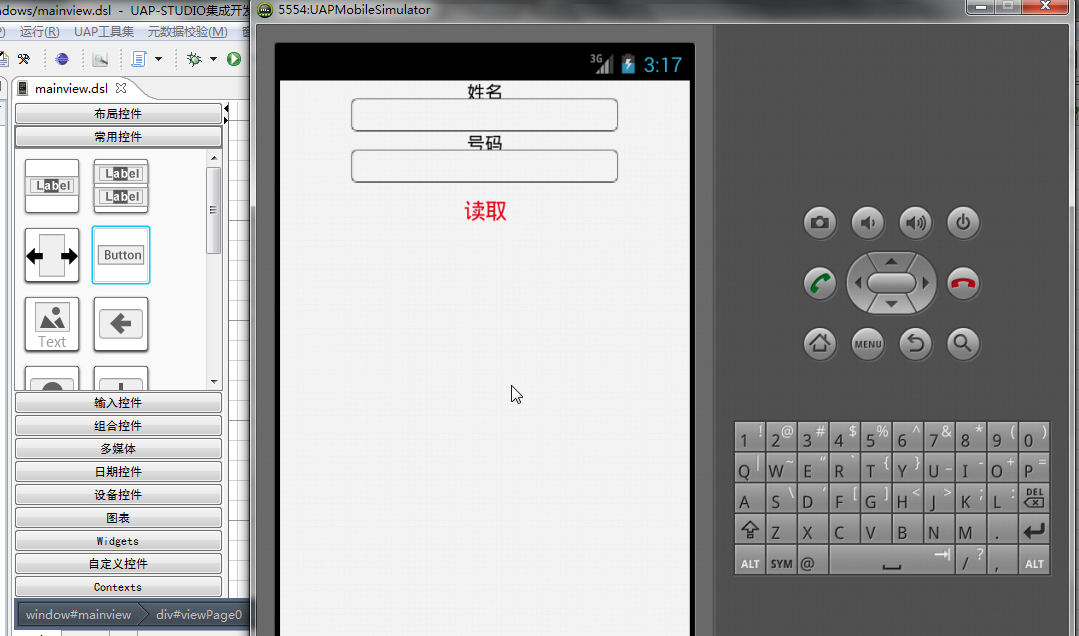 dows/mainview.dsl - UAP-STUDIO集成开发
5554:UAPMobileSimulator
运行(R) UAP工具集 元数据校验(M)
mainview.dsl
布局控件
常用控件
Label
Label
Label
Button
Text
输入控件
组合控件
多媒体
日期控件
设备控件
图表
Widgets
自定义控件
Contexts
window#mainview div#viewPage0
3G 3:17
姓名
号码
读取
MENU
1 ! 2 @ 3 # 4 $ 5 % 6 ^ 7 & 8 * 9 ( 0 )
Q | W ~ E " R ` T { Y } U _ I - O + P =
A S \ D ' F [ G ] H < J > K ; L : DEL
Z X C V B N M .
ALT SYM @ / ? , ALT